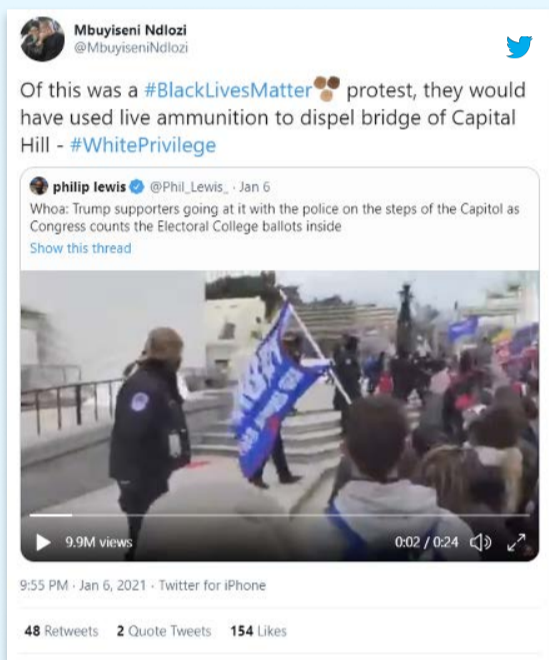 Mbuyiseni Ndlozi
@MbuyiseniNdlozi
Of this was a #BlackLivesMatter protest, they would
have used live ammunition to dispel bridge of Capital
Hill - #WhitePrivilege
philip lewis @Phil_Lewis_ · Jan 6
Whoa: Trump supporters going at it with the police on the steps of the Capitol as
Congress counts the Electoral College ballots inside
Show this thread
9.9M views
0:02 / 0:24
9:55 PM · Jan 6, 2021 · Twitter for iPhone
48 Retweets 2 Quote Tweets 154 Likes